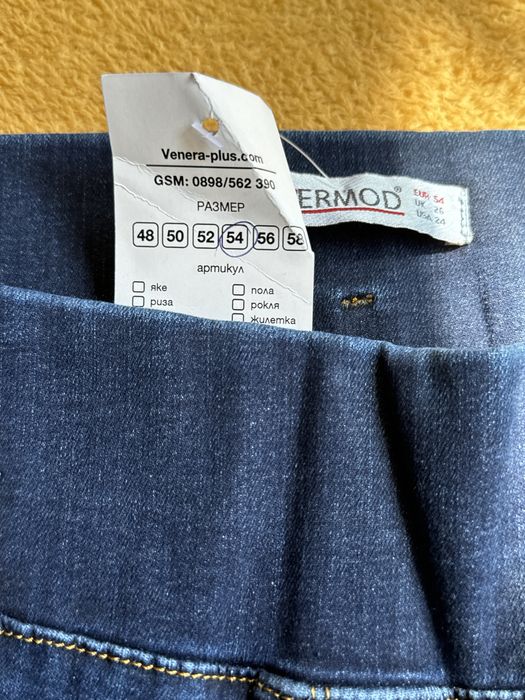 Venera-plus.com
GSM: 0898/562 390
РАЗМЕР
48 50 52 54 56 58
артикул
яке
пола
риза
рокля
жилетка
ERMOD®
EUR 54
UK 26
USA 24